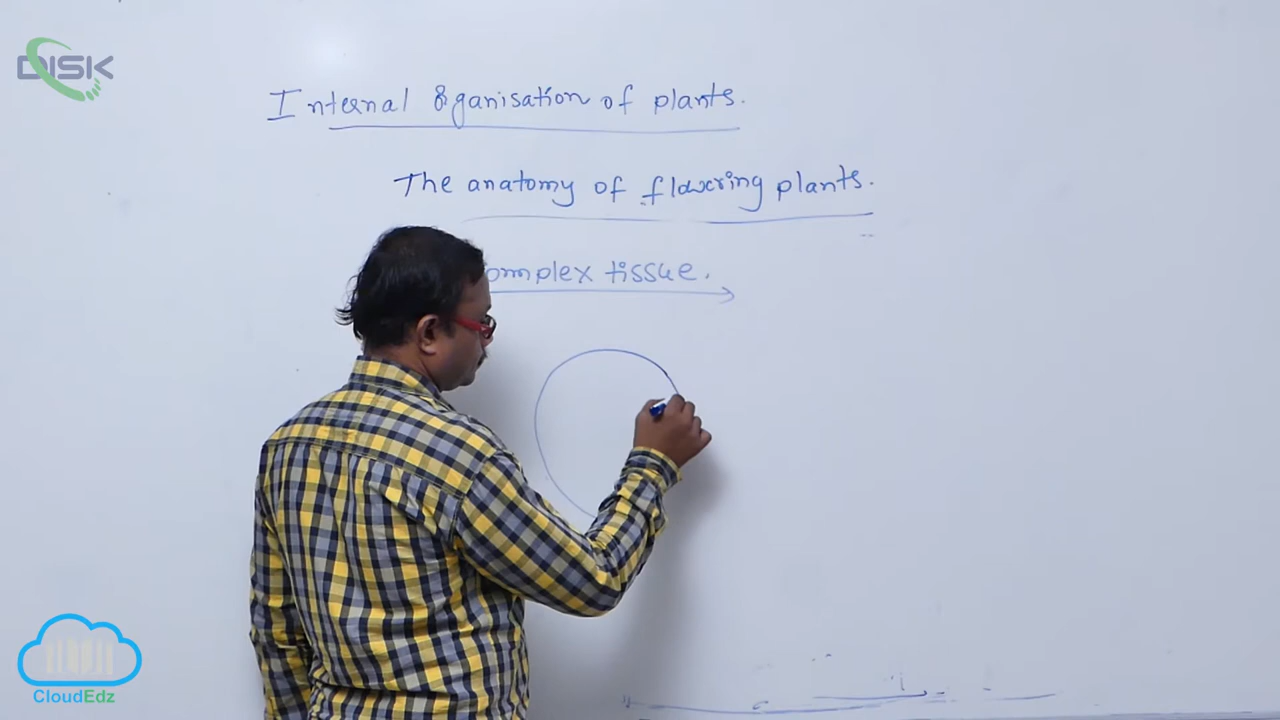 DISK
Internal organisation of plants.
The anatomy of flowering plants.
omplex tissue.
CloudEdz